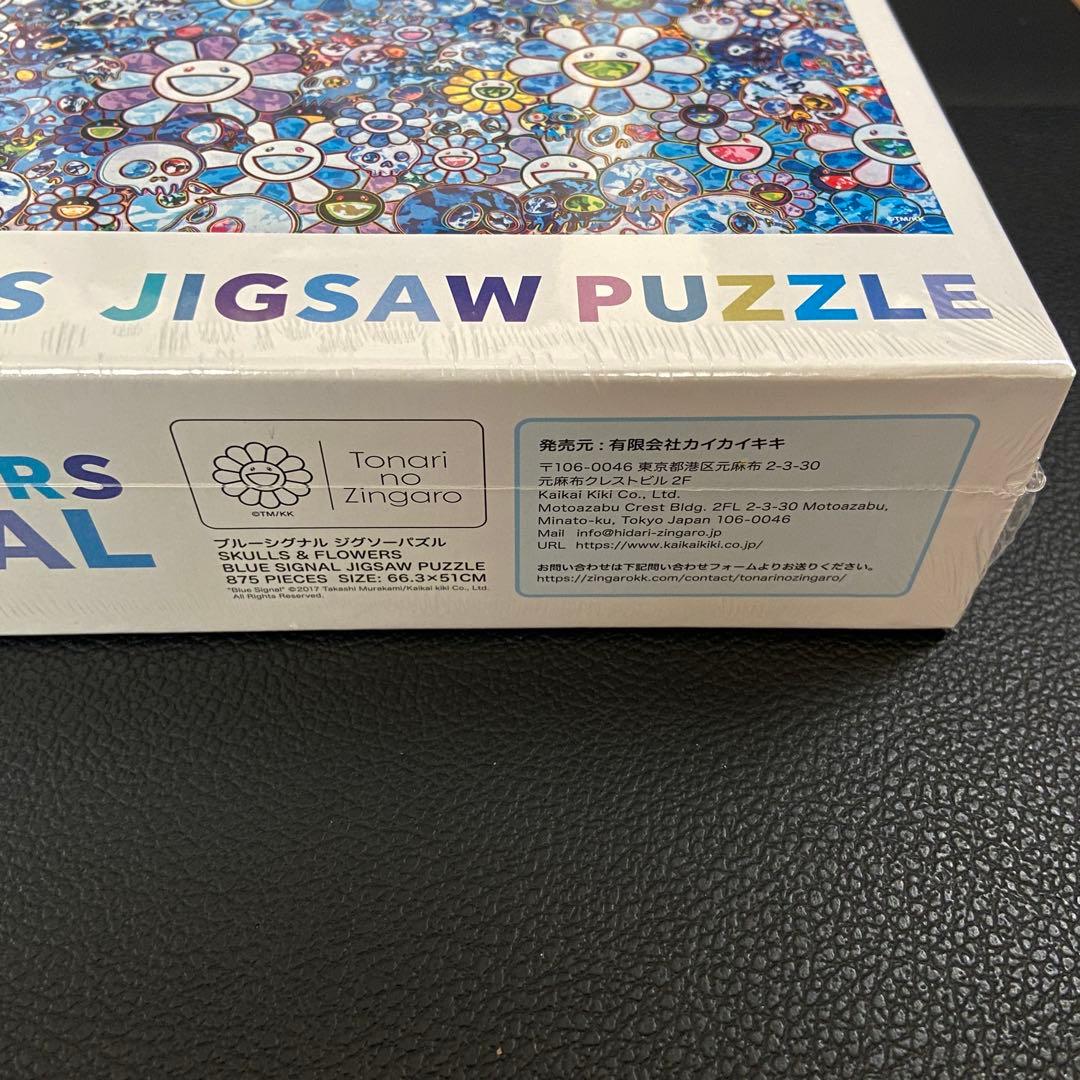 ©TM/KK
S JIGSAW PUZZLE
RS
AL
Tonari
no
Zingaro
©TM/KK
ブルーシグナル ジグソーパズル
SKULLS & FLOWERS
BLUE SIGNAL JIGSAW PUZZLE
875 PIECES SIZE: 66.3×51CM
"Blue Signal" ©2017 Takashi Murakami/Kaikai kiki Co., Ltd.
All Rights Reserved.
発売元 : 有限会社カイカイキキ
〒106-0046 東京都港区元麻布 2-3-30
元麻布クレストビル 2F
Kaikai Kiki Co., Ltd.
Motoazabu Crest Bldg. 2FL 2-3-30 Motoazabu,
Minato-ku, Tokyo Japan 106-0046
Mail info@hidari-zingaro.jp
URL https://www.kaikaikiki.co.jp/
お問い合わせは下記問い合わせフォームよりお送りください。
https://zingarokk.com/contact/tonarinozingaro/